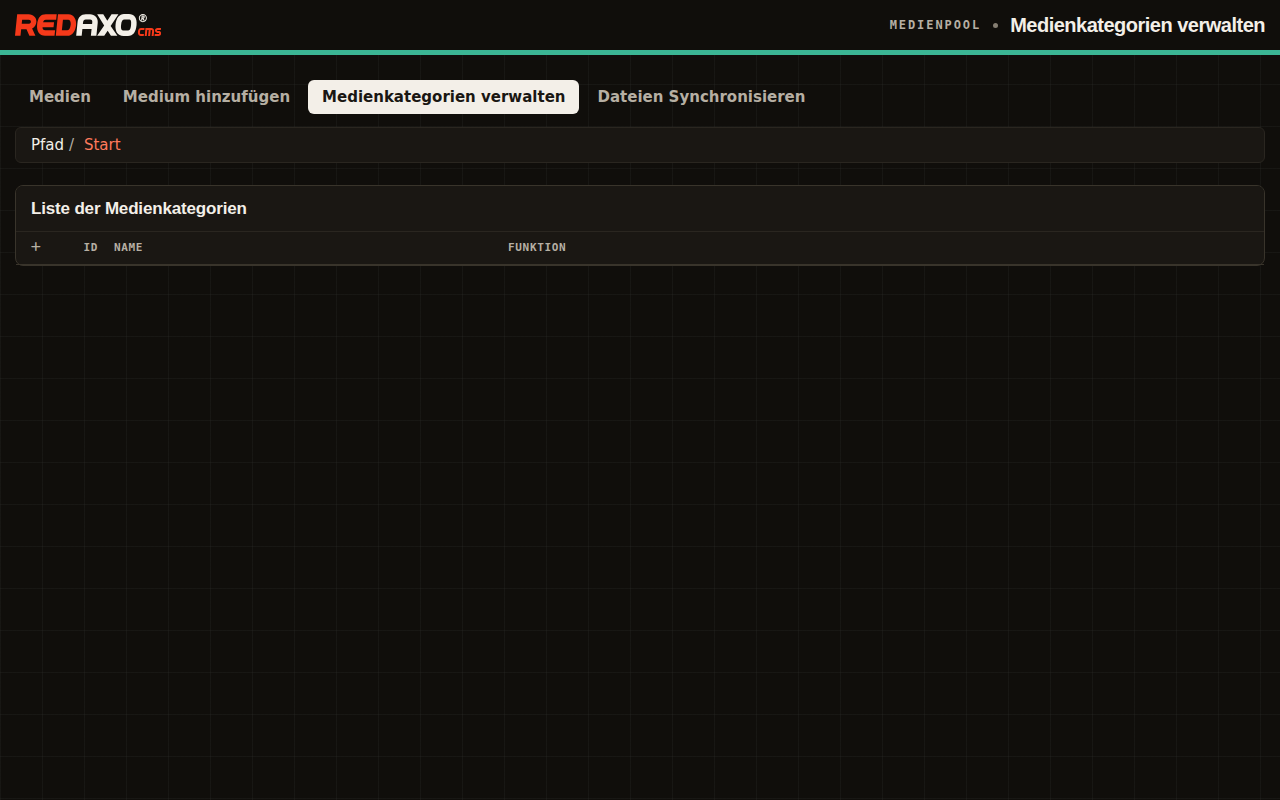 REDAXO® cms
MEDIENPOOL • Medienkategorien verwalten
Medien Medium hinzufügen Medienkategorien verwalten Dateien Synchronisieren
Pfad / Start
Liste der Medienkategorien
+ ID NAME FUNKTION